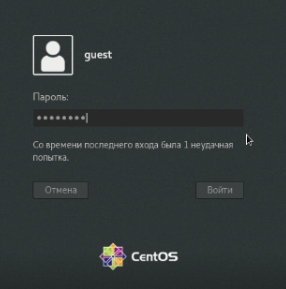 guest
Пароль:
Со времени последнего входа была 1 неудачная
попытка.
Отмена
Войти
CentOS